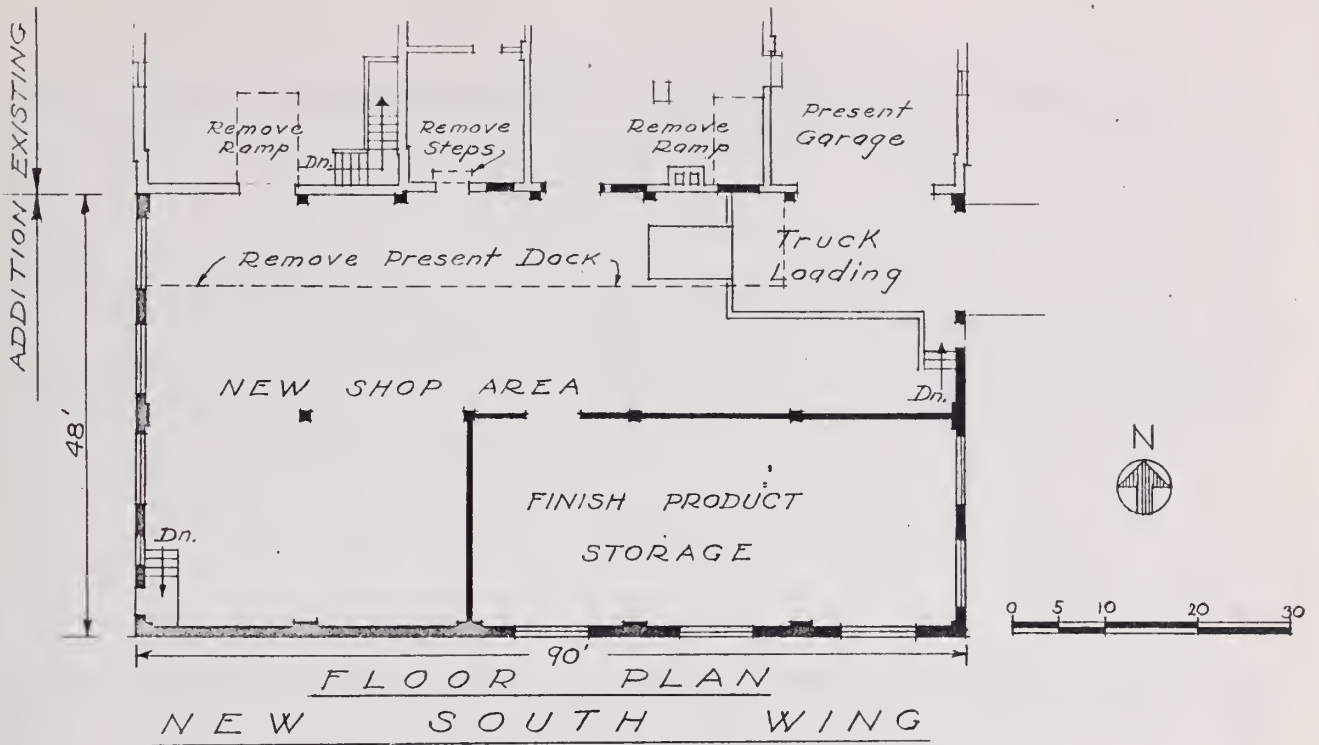 EXISTING
ADDITION
48'
Remove
Ramp
Dn.
Remove
Steps
Remove
Ramp
Present
Garage
Remove Present Dock
Truck
Loading
NEW SHOP AREA
Dn.
FINISH PRODUCT
STORAGE
Dn.
N
0 5 10 20 30
90'
FLOOR PLAN
NEW SOUTH WING